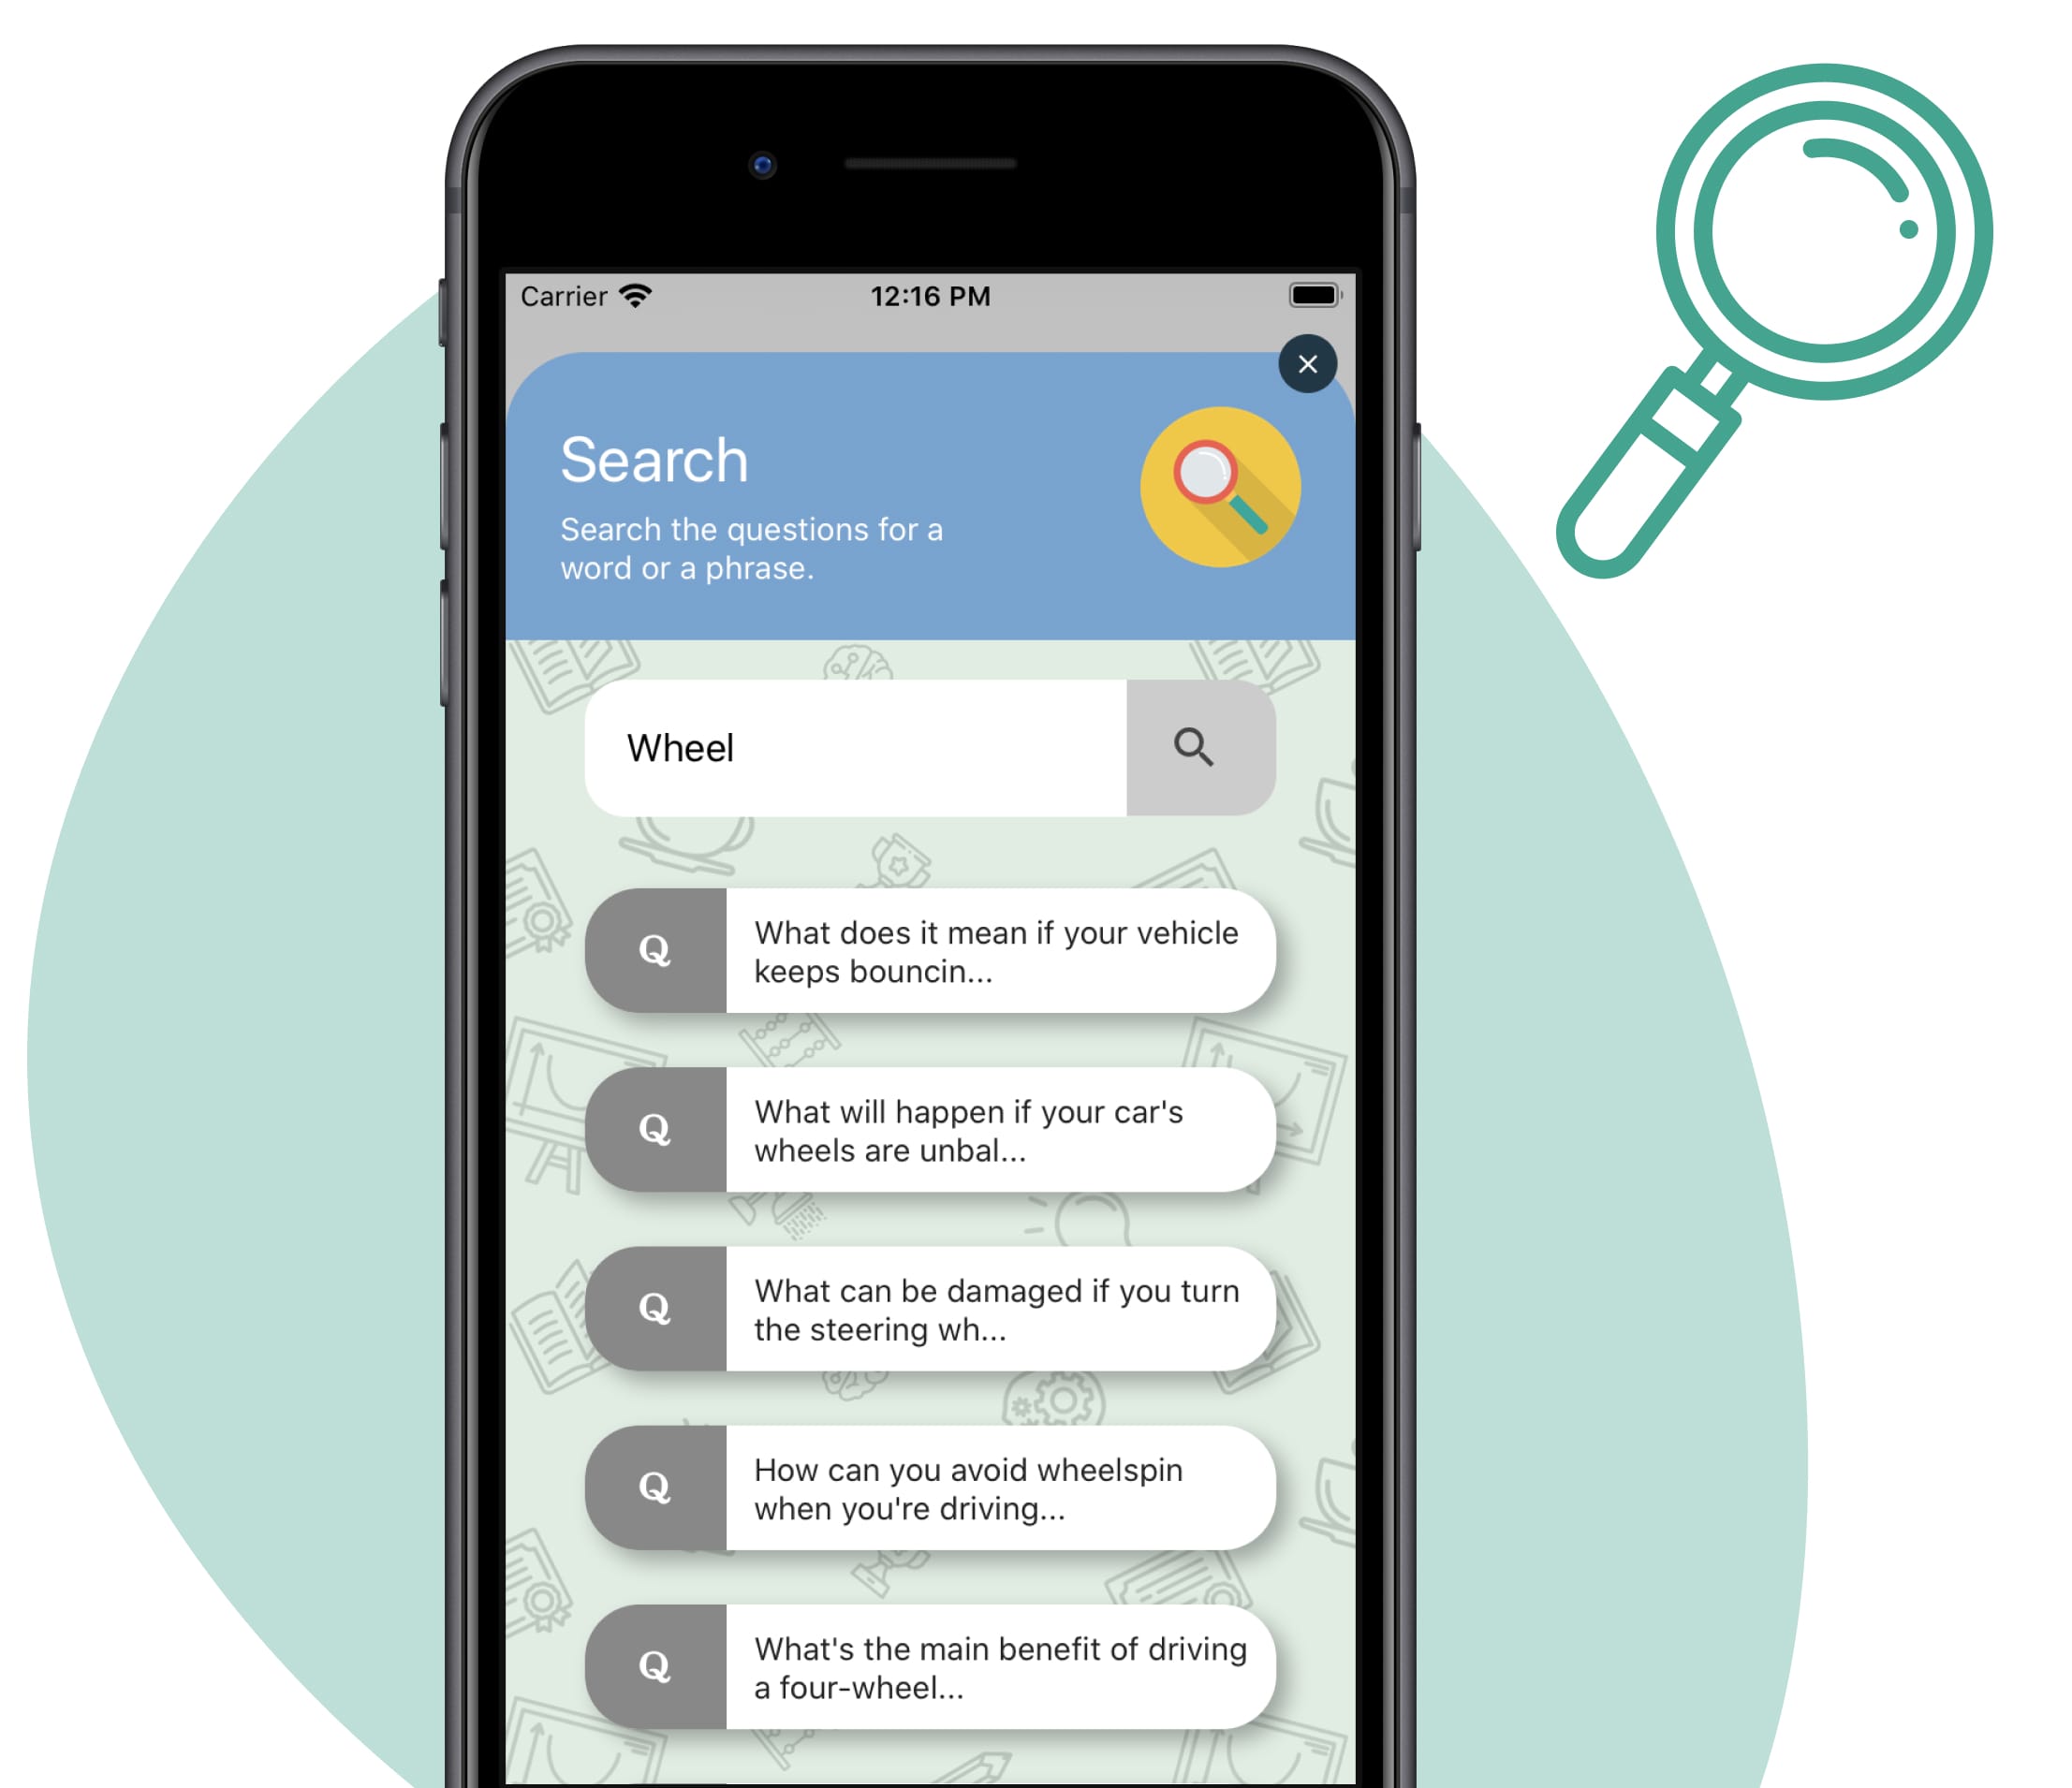 Carrier
12:16 PM
Search
Search the questions for a
word or a phrase.
Wheel
Q
What does it mean if your vehicle
keeps bouncin...
Q
What will happen if your car's
wheels are unbal...
Q
What can be damaged if you turn
the steering wh...
Q
How can you avoid wheelspin
when you're driving...
Q
What's the main benefit of driving
a four-wheel...